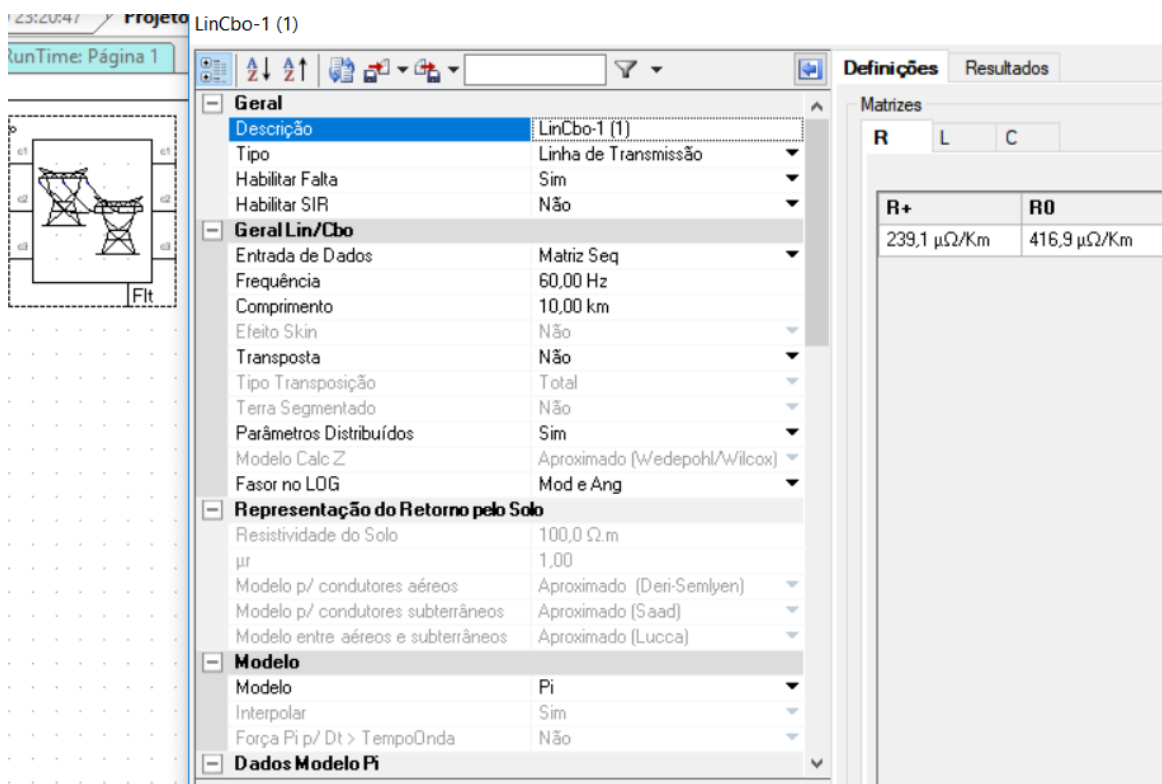 23:20:47 Projeto
LinCbo-1 (1)
RunTime: Página 1
Definições Resultados
Geral
Matrizes
Descrição LinCbo-1 (1)
R L C
Tipo Linha de Transmissão
c1 c1
Habilitar Falta Sim
c2 c2
Habilitar SIR Não
R+ R0
Geral Lin/Cbo
239,1 µΩ/Km 416,9 µΩ/Km
c3 c3
Entrada de Dados Matriz Seq
Frequência 60,00 Hz
Flt
Comprimento 10,00 km
Efeito Skin Não
Transposta Não
Tipo Transposição Total
Terra Segmentado Não
Parâmetros Distribuídos Sim
Modelo Calc Z Aproximado (Wedepohl/Wilcox)
Fasor no LOG Mod e Ang
Representação do Retorno pelo Solo
Resistividade do Solo 100,0 Ω.m
µr 1,00
Modelo p/ condutores aéreos Aproximado (Deri-Semlyen)
Modelo p/ condutores subterrâneos Aproximado (Saad)
Modelo entre aéreos e subterrâneos Aproximado (Lucca)
Modelo
Modelo Pi
Interpolar Sim
Força Pi p/ Dt > TempoOnda Não
Dados Modelo Pi